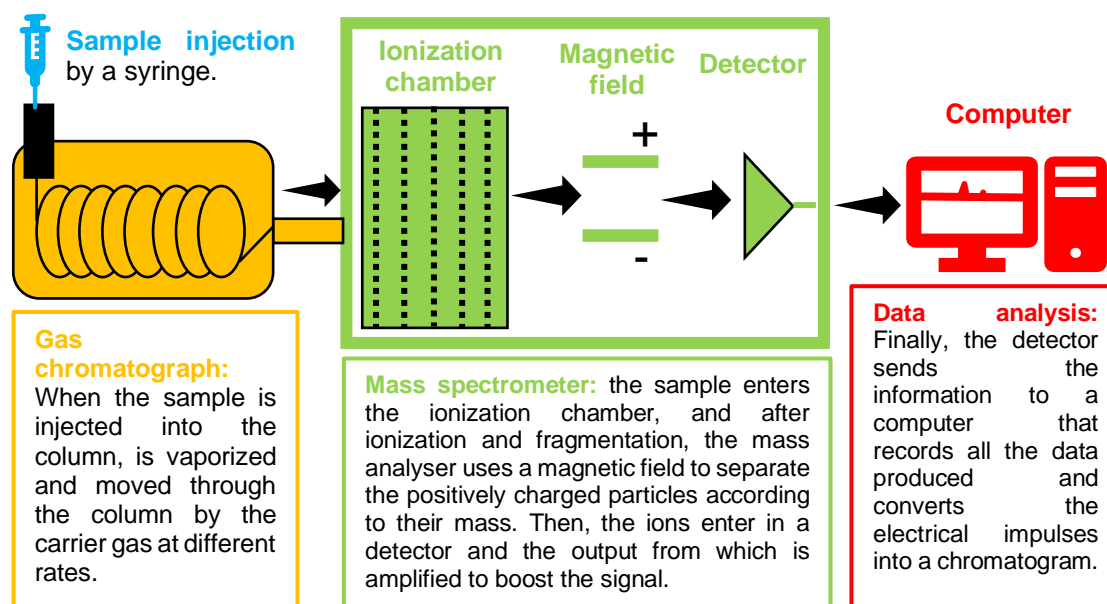 Sample injection
by a syringe.
Ionization
chamber
Magnetic
field
Detector
+
-
Computer
Gas
chromatograph:
When the sample is
injected into the
column, is vaporized
and moved through
the column by the
carrier gas at different
rates.
Mass spectrometer: the sample enters
the ionization chamber, and after
ionization and fragmentation, the mass
analyser uses a magnetic field to separate
the positively charged particles according
to their mass. Then, the ions enter in a
detector and the output from which is
amplified to boost the signal.
Data analysis:
Finally, the detector
sends the
information to a
computer that
records all the data
produced and
converts the
electrical impulses
into a chromatogram.